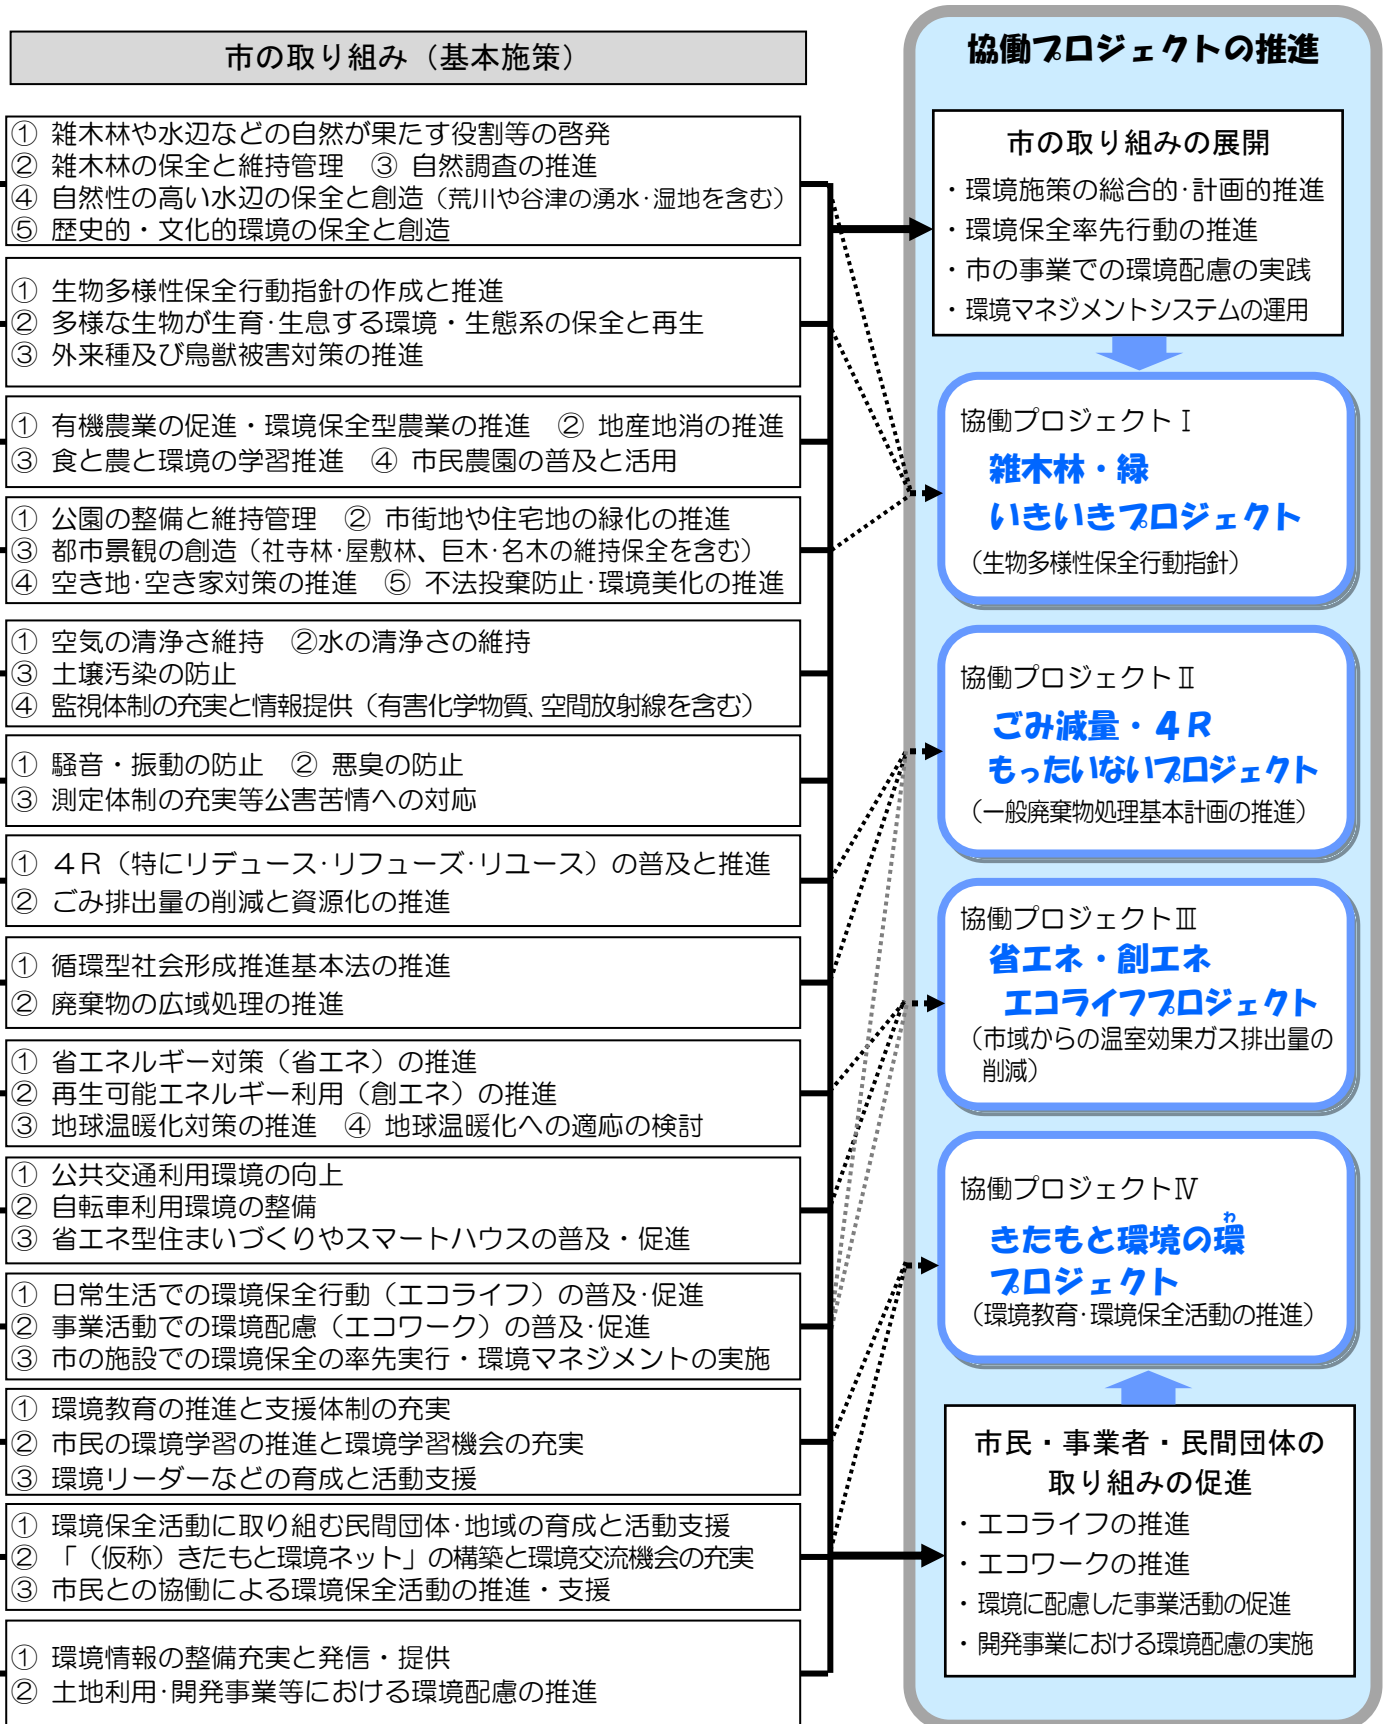 市の取り組み（基本施策）
① 雑木林や水辺などの自然が果たす役割等の啓発
② 雑木林の保全と維持管理　③ 自然調査の推進
④ 自然性の高い水辺の保全と創造（荒川や谷津の湧水･湿地を含む）
⑤ 歴史的・文化的環境の保全と創造
① 生物多様性保全行動指針の作成と推進
② 多様な生物が生育･生息する環境・生態系の保全と再生
③ 外来種及び鳥獣被害対策の推進
① 有機農業の促進・環境保全型農業の推進　② 地産地消の推進
③ 食と農と環境の学習推進　④ 市民農園の普及と活用
① 公園の整備と維持管理　② 市街地や住宅地の緑化の推進
③ 都市景観の創造（社寺林･屋敷林、巨木･名木の維持保全を含む）
④ 空き地･空き家対策の推進　⑤ 不法投棄防止･環境美化の推進
① 空気の清浄さ維持　②水の清浄さの維持
③ 土壌汚染の防止
④ 監視体制の充実と情報提供（有害化学物質、空間放射線を含む）
① 騒音・振動の防止　② 悪臭の防止
③ 測定体制の充実等公害苦情への対応
① ４Ｒ（特にリデュース･リフューズ･リユース）の普及と推進
② ごみ排出量の削減と資源化の推進
① 循環型社会形成推進基本法の推進
② 廃棄物の広域処理の推進
① 省エネルギー対策（省エネ）の推進
② 再生可能エネルギー利用（創エネ）の推進
③ 地球温暖化対策の推進　④ 地球温暖化への適応の検討
① 公共交通利用環境の向上
② 自転車利用環境の整備
③ 省エネ型住まいづくりやスマートハウスの普及・促進
① 日常生活での環境保全行動（エコライフ）の普及･促進
② 事業活動での環境配慮（エコワーク）の普及･促進
③ 市の施設での環境保全の率先実行・環境マネジメントの実施
① 環境教育の推進と支援体制の充実
② 市民の環境学習の推進と環境学習機会の充実
③ 環境リーダーなどの育成と活動支援
① 環境保全活動に取り組む民間団体･地域の育成と活動支援
② 「（仮称）きたもと環境ネット」の構築と環境交流機会の充実
③ 市民との協働による環境保全活動の推進・支援
① 環境情報の整備充実と発信・提供
② 土地利用･開発事業等における環境配慮の推進
協働プロジェクトの推進
市の取り組みの展開
・環境施策の総合的･計画的推進
・環境保全率先行動の推進
・市の事業での環境配慮の実践
・環境マネジメントシステムの運用
協働プロジェクトⅠ
雑木林・緑
いきいきプロジェクト
（生物多様性保全行動指針）
協働プロジェクトⅡ
ごみ減量・４Ｒ
もったいないプロジェクト
（一般廃棄物処理基本計画の推進）
協働プロジェクトⅢ
省エネ・創エネ
エコライフプロジェクト
（市域からの温室効果ガス排出量の
削減）
協働プロジェクトⅣ
わ
きたもと環境の環
プロジェクト
（環境教育･環境保全活動の推進）
市民・事業者・民間団体の
取り組みの促進
・エコライフの推進
・エコワークの推進
・環境に配慮した事業活動の促進
・開発事業における環境配慮の実施